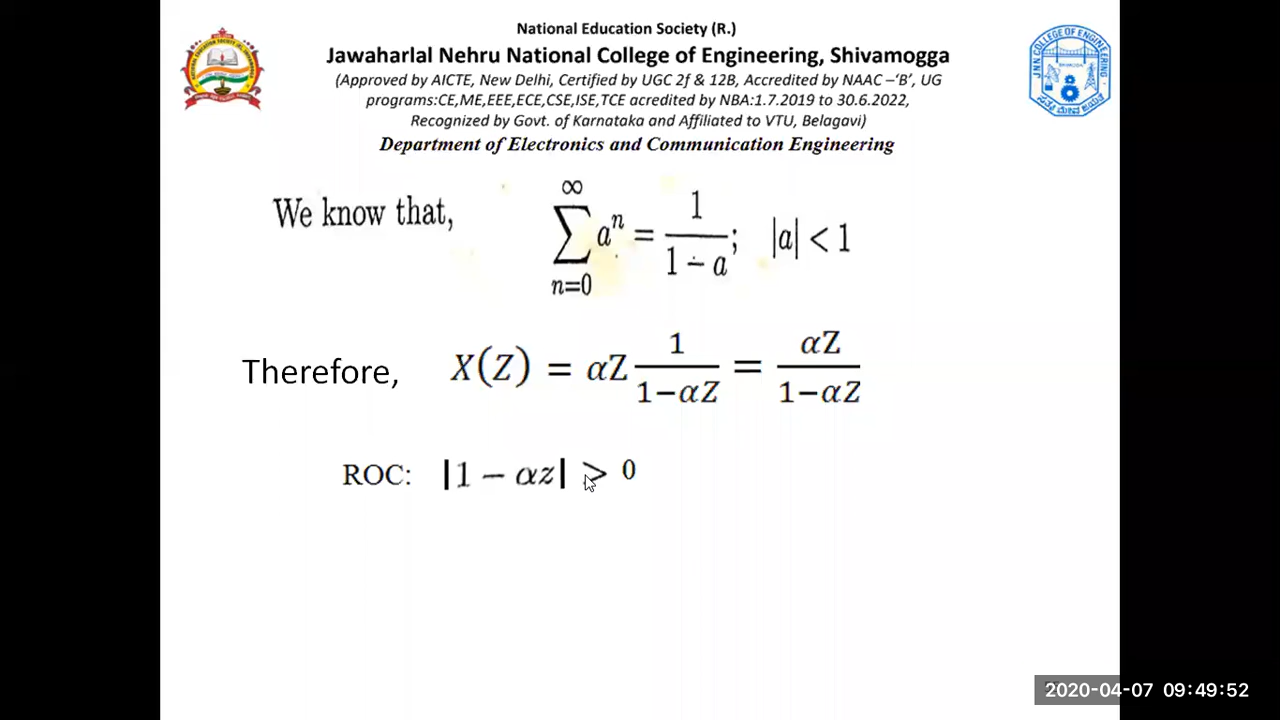 National Education Society (R.)
Jawaharlal Nehru National College of Engineering, Shivamogga
(Approved by AICTE, New Delhi, Certified by UGC 2f & 12B, Accredited by NAAC –‘B’, UG
programs:CE,ME,EEE,ECE,CSE,ISE,TCE acredited by NBA:1.7.2019 to 30.6.2022,
Recognized by Govt. of Karnataka and Affiliated to VTU, Belagavi)
Department of Electronics and Communication Engineering
We know that, ∑_{n=0}^{∞} a^n = 1/(1 − a); |a| < 1
Therefore, X(Z) = αZ 1/(1−αZ) = αZ/(1−αZ)
ROC: |1 − αz| > 0
2020-04-07 09:49:52